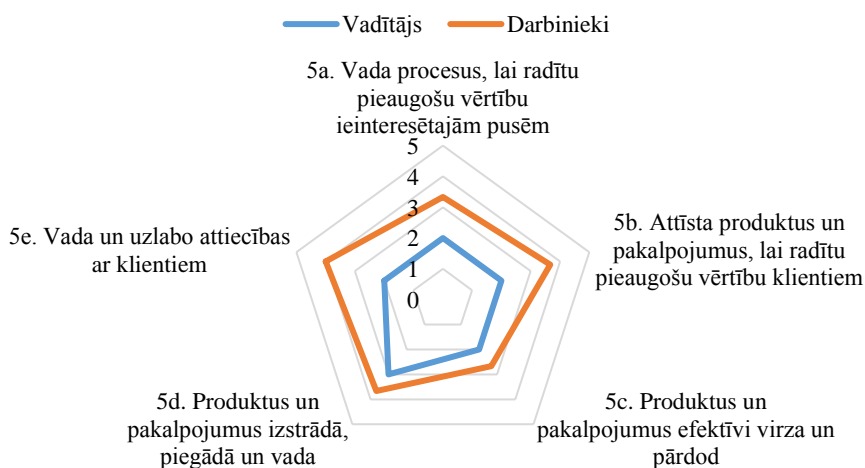 Vadītājs Darbinieki
5a. Vada procesus, lai radītu
pieaugošu vērtību
ieinteresētajām pusēm
5
4
3
2
1
0
5b. Attīsta produktus un
pakalpojumus, lai radītu
pieaugošu vērtību klientiem
5c. Produktus un
pakalpojumus efektīvi virza un
pārdod
5d. Produktus un
pakalpojumus izstrādā,
piegādā un vada
5e. Vada un uzlabo attiecības
ar klientiem